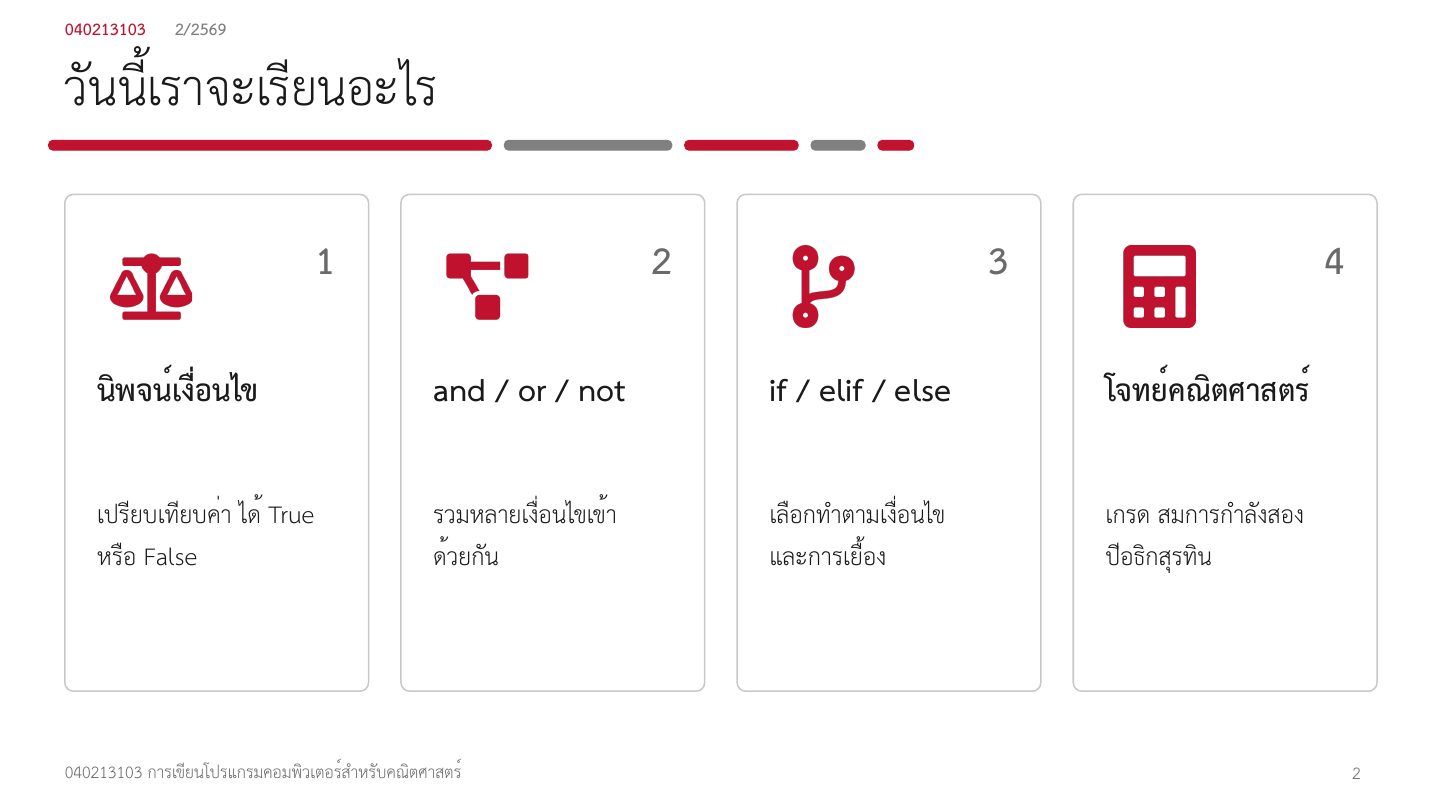 040213103 2/2569
วันนี้เราจะเรียนอะไร
1
นิพจน์เงื่อนไข
เปรียบเทียบค่า ได้ True
หรือ False
2
and / or / not
รวมหลายเงื่อนไขเข้า
ด้วยกัน
3
if / elif / else
เลือกทำตามเงื่อนไข
และการเยื้อง
4
โจทย์คณิตศาสตร์
เกรด สมการกำลังสอง
ปีอธิกสุรทิน
040213103 การเขียนโปรแกรมคอมพิวเตอร์สำหรับคณิตศาสตร์
2